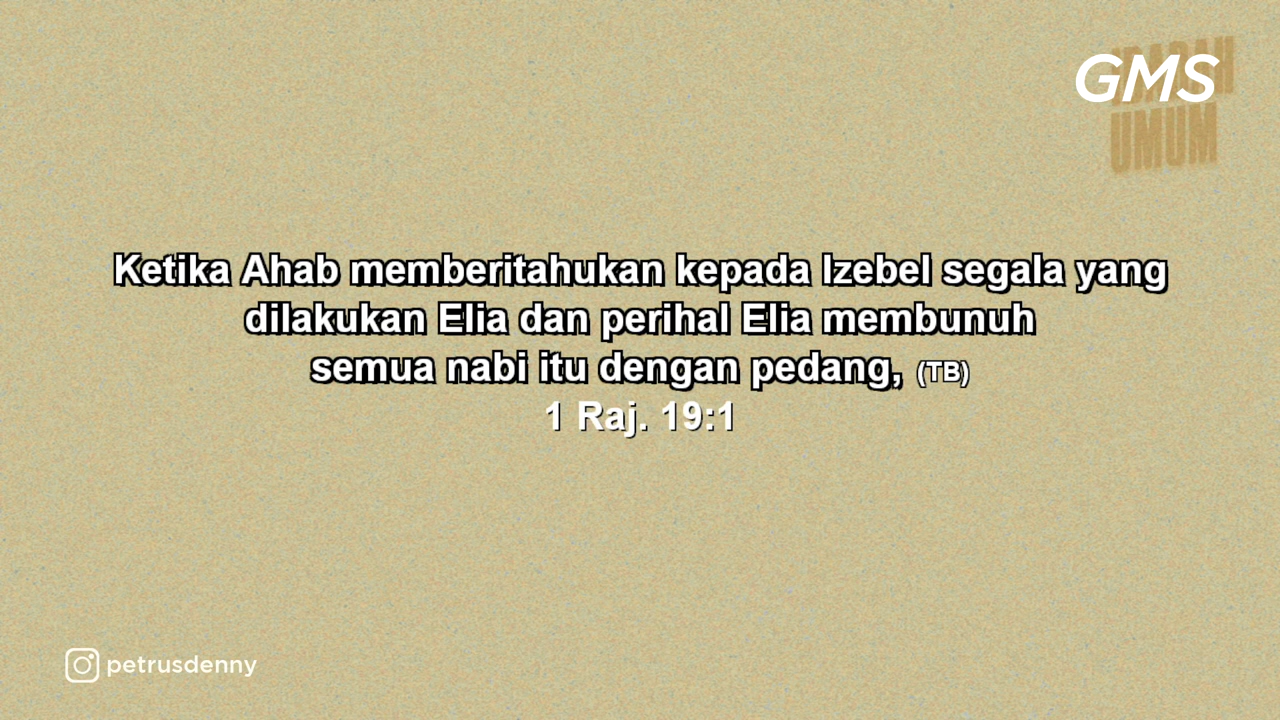 GMS
UMUM
Ketika Ahab memberitahukan kepada Izebel segala yang
dilakukan Elia dan perihal Elia membunuh
semua nabi itu dengan pedang, (TB)
1 Raj. 19:1
petrusdenny